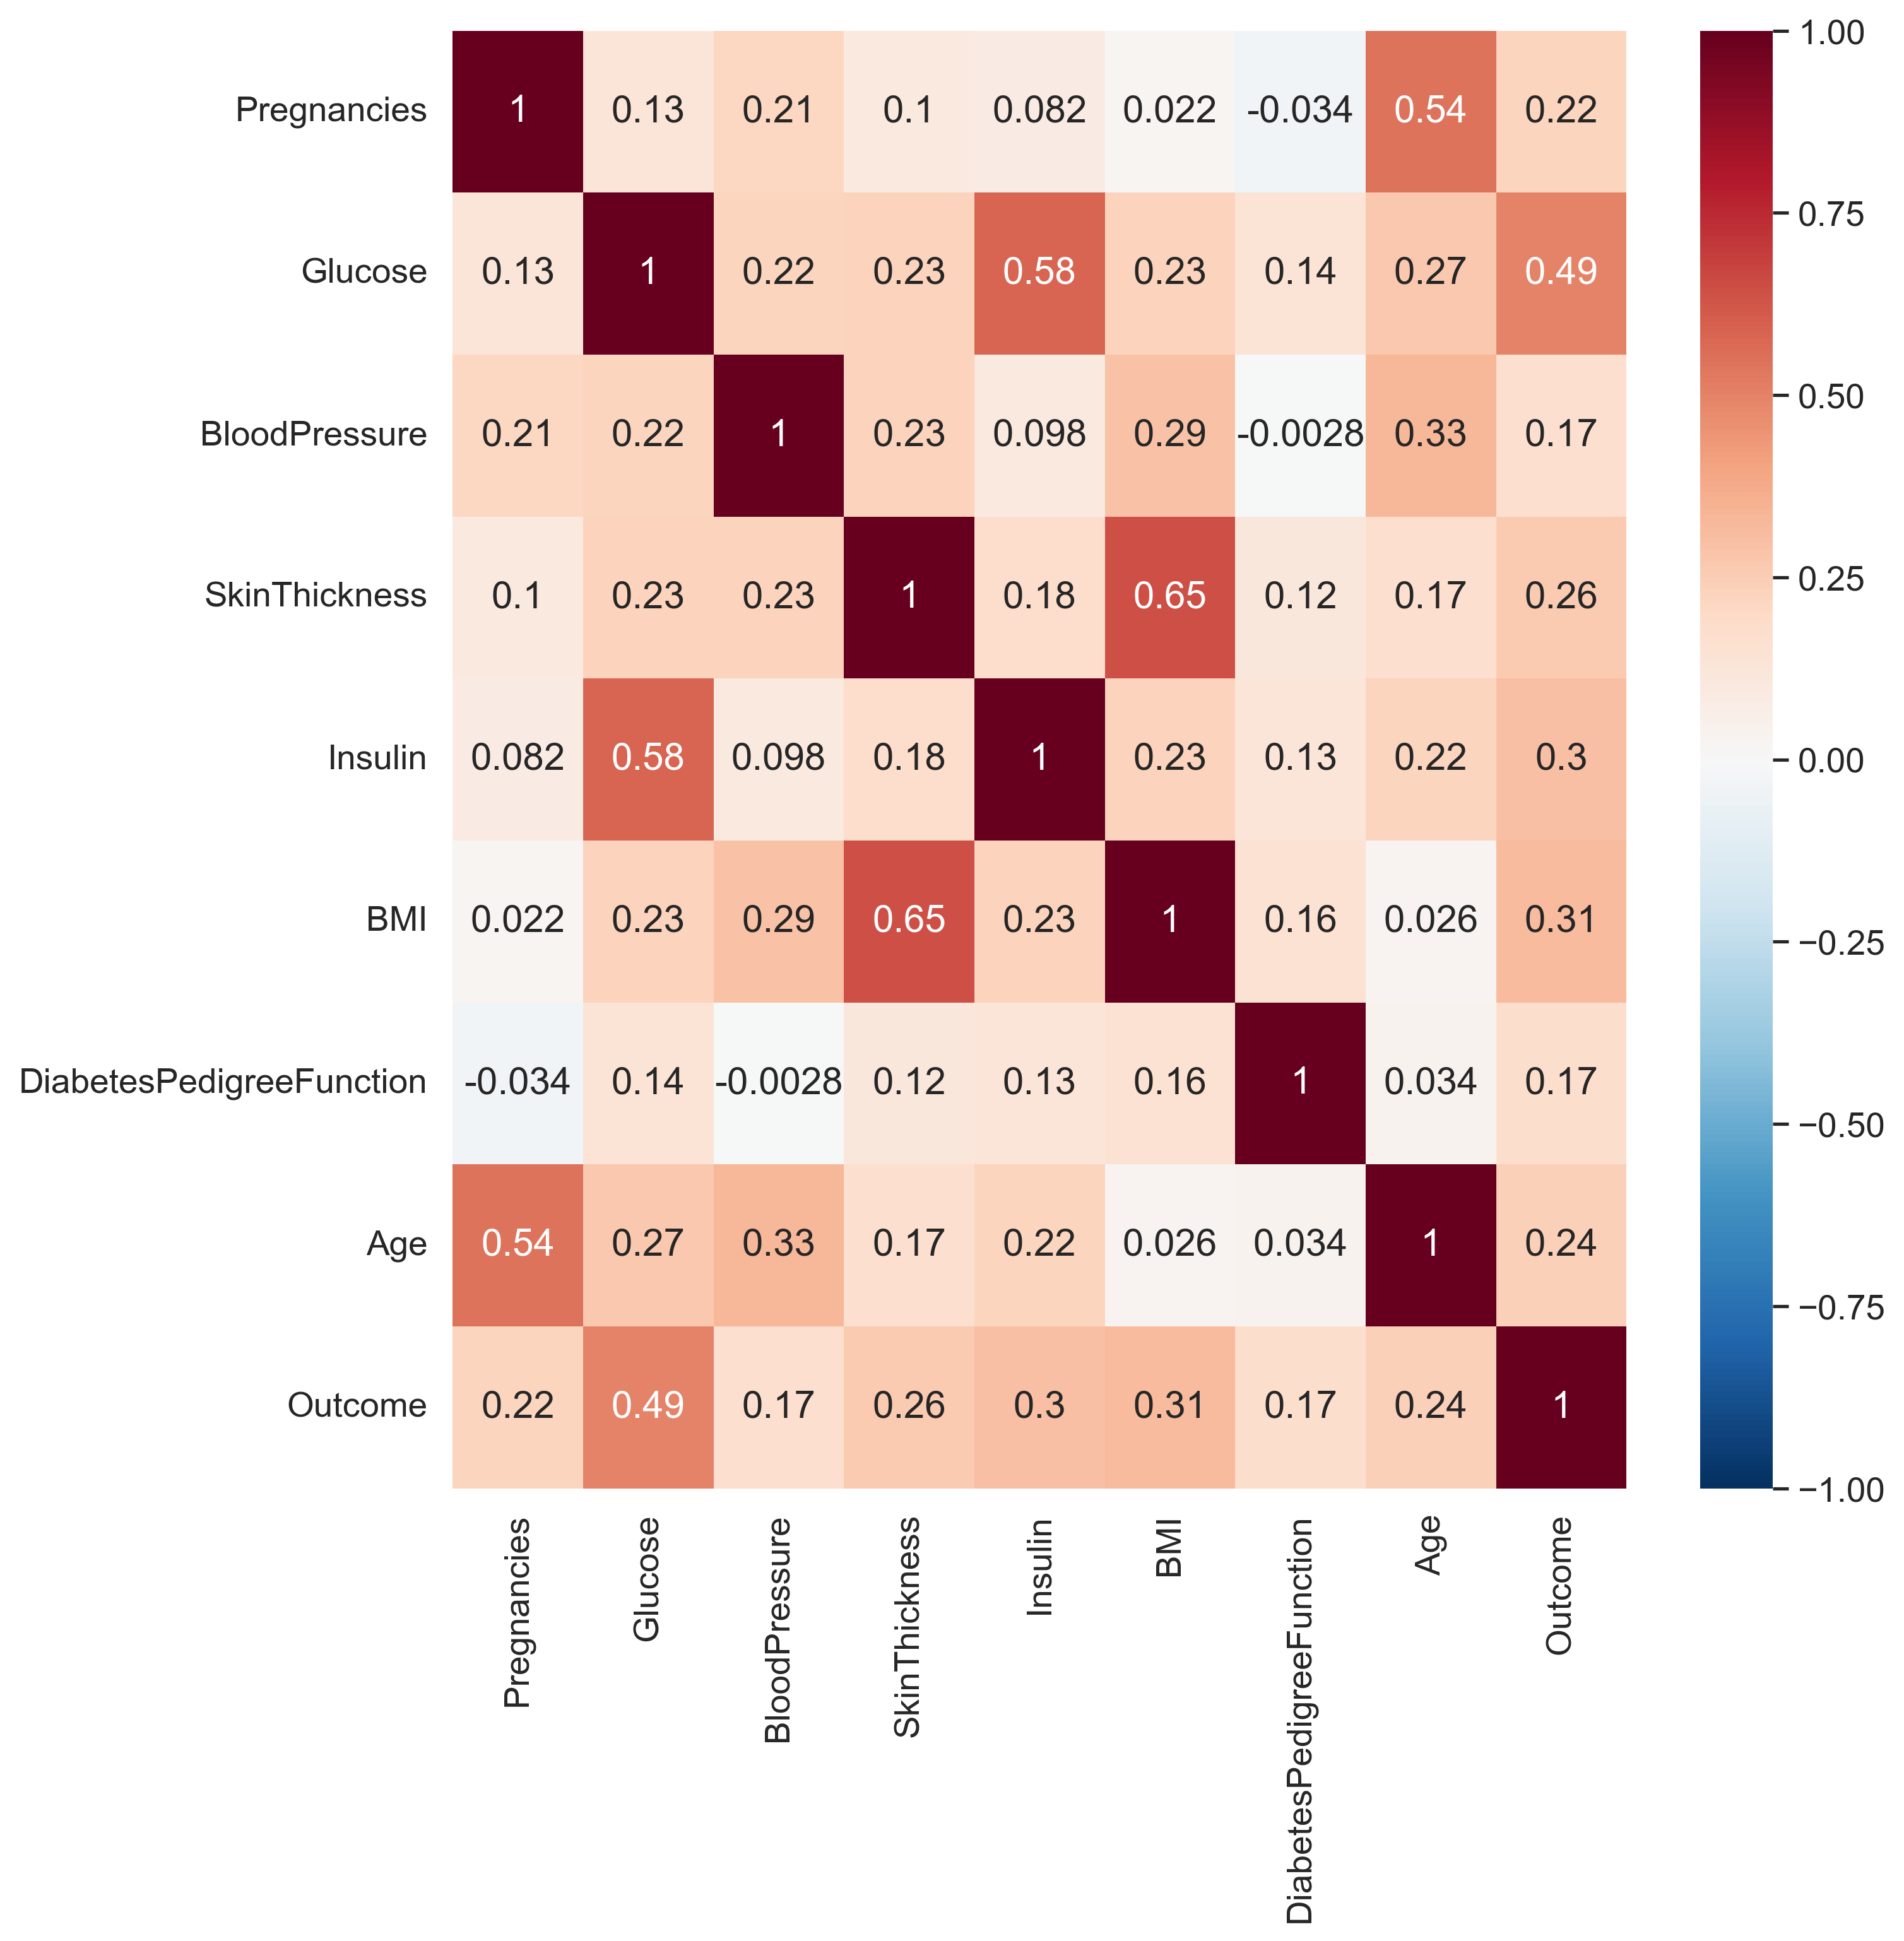 Pregnancies 1 0.13 0.21 0.1 0.082 0.022 -0.034 0.54 0.22
Glucose 0.13 1 0.22 0.23 0.58 0.23 0.14 0.27 0.49
BloodPressure 0.21 0.22 1 0.23 0.098 0.29 -0.0028 0.33 0.17
SkinThickness 0.1 0.23 0.23 1 0.18 0.65 0.12 0.17 0.26
Insulin 0.082 0.58 0.098 0.18 1 0.23 0.13 0.22 0.3
BMI 0.022 0.23 0.29 0.65 0.23 1 0.16 0.026 0.31
DiabetesPedigreeFunction -0.034 0.14 -0.0028 0.12 0.13 0.16 1 0.034 0.17
Age 0.54 0.27 0.33 0.17 0.22 0.026 0.034 1 0.24
Outcome 0.22 0.49 0.17 0.26 0.3 0.31 0.17 0.24 1
Pregnancies
Glucose
BloodPressure
SkinThickness
Insulin
BMI
DiabetesPedigreeFunction
Age
Outcome
1.00
0.75
0.50
0.25
0.00
−0.25
−0.50
−0.75
−1.00